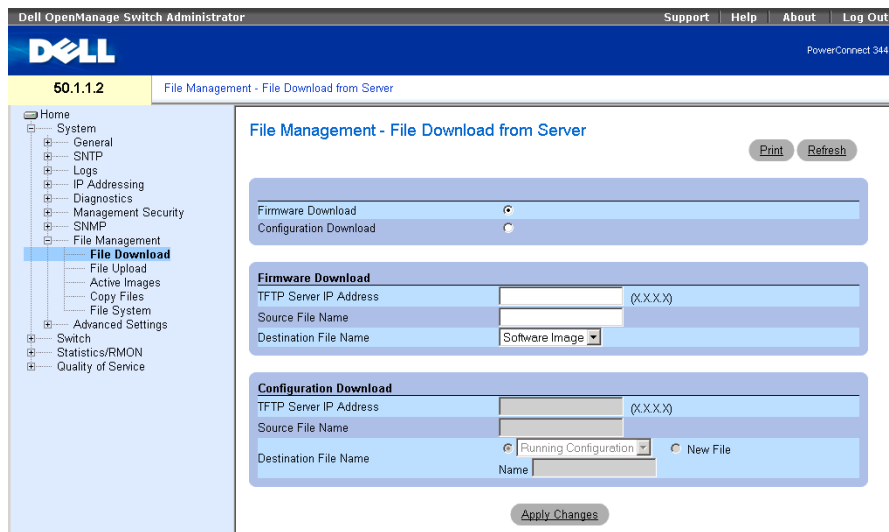 Dell OpenManage Switch Administrator
Support Help About Log Out
DELL
PowerConnect 344
50.1.1.2
File Management - File Download from Server
Home
System
General
SNTP
Logs
IP Addressing
Diagnostics
Management Security
SNMP
File Management
File Download
File Upload
Active Images
Copy Files
File System
Advanced Settings
Switch
Statistics/RMON
Quality of Service
File Management - File Download from Server
Print Refresh
Firmware Download
Configuration Download
Firmware Download
TFTP Server IP Address (X.X.X.X)
Source File Name
Destination File Name Software Image
Configuration Download
TFTP Server IP Address (X.X.X.X)
Source File Name
Destination File Name Running Configuration New File
Name
Apply Changes